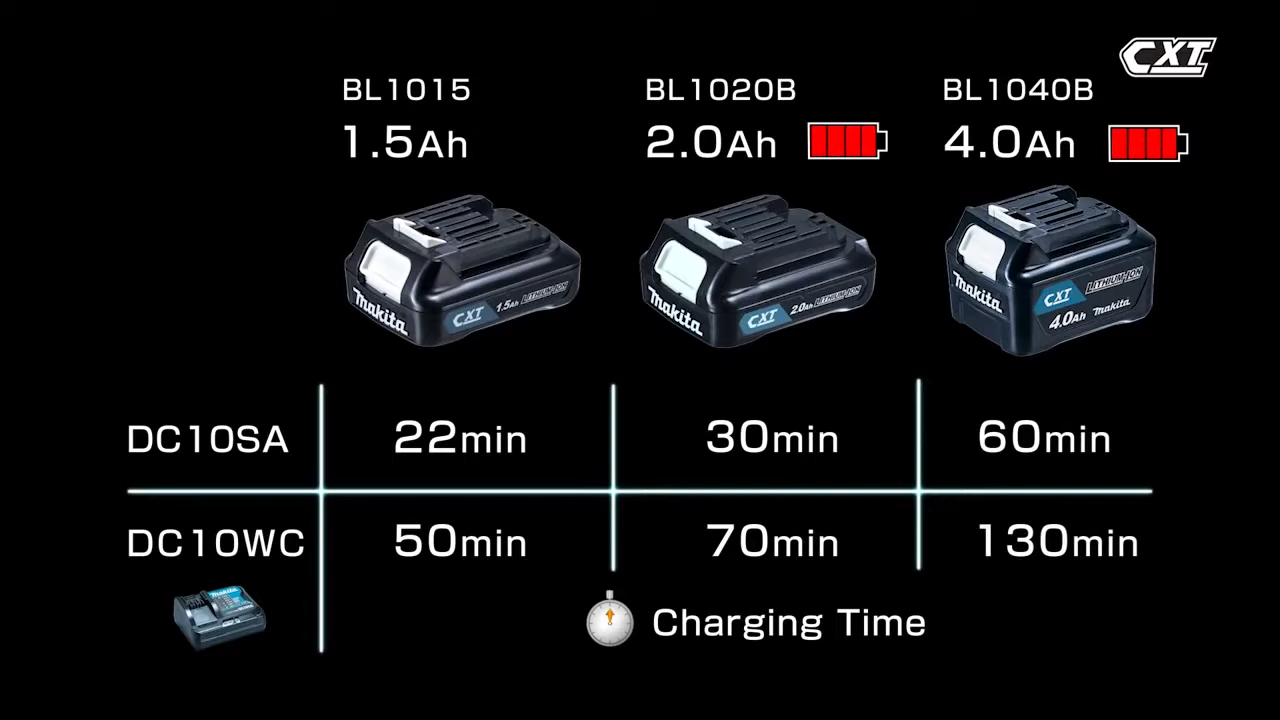 CXT
BL1015 BL1020B BL1040B
1.5Ah 2.0Ah 4.0Ah
makita CXT 1.5Ah LITHIUM-ION
makita CXT 2.0Ah LITHIUM-ION
makita CXT LITHIUM-ION
4.0Ah makita
DC10SA 22min 30min 60min
DC10WC 50min 70min 130min
makita
Charging Time